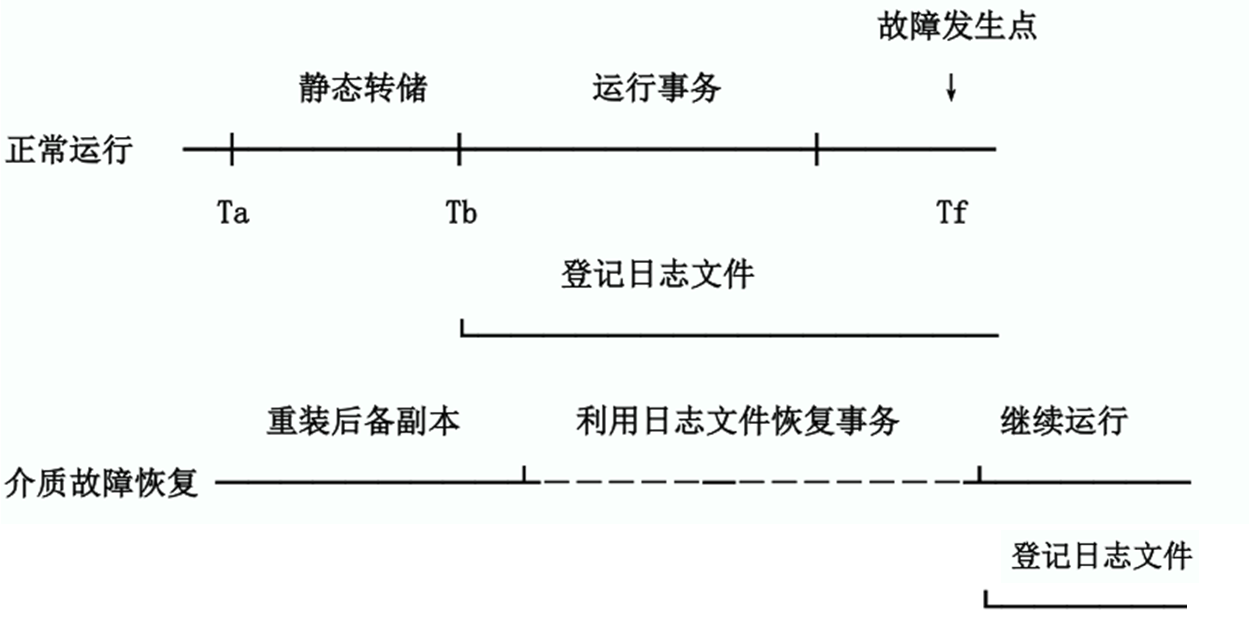 故障发生点
静态转储 运行事务
正常运行
Ta Tb Tf
登记日志文件
重装后备副本 利用日志文件恢复事务 继续运行
介质故障恢复
登记日志文件